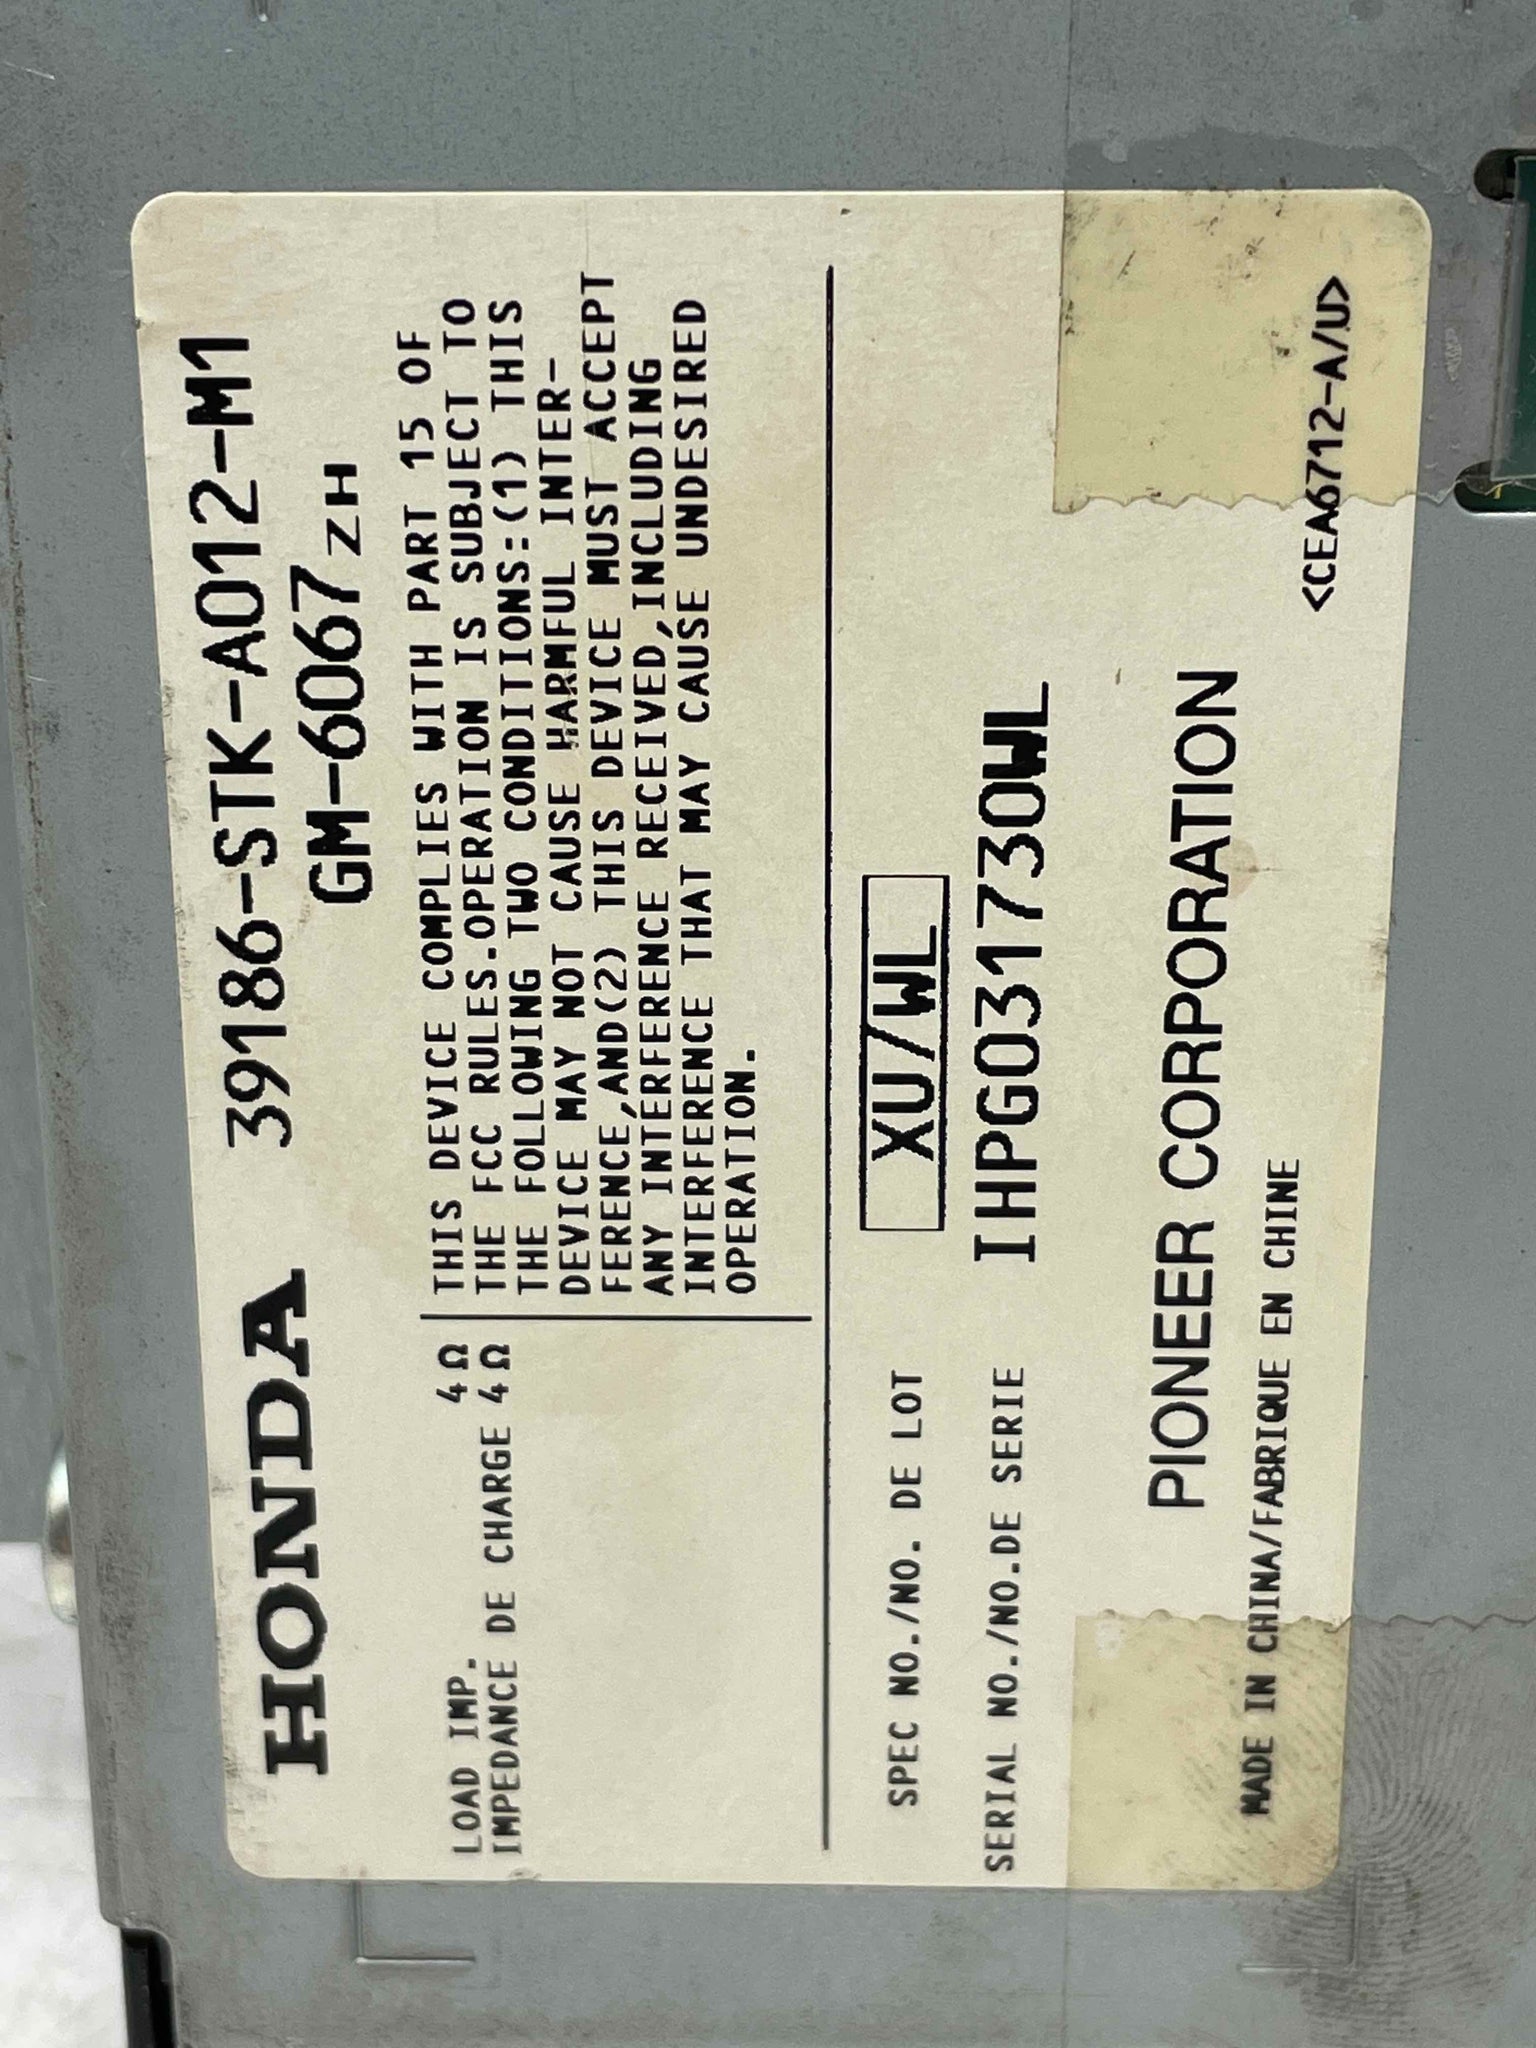 HONDA 39186-STK-A012-M1
GM-6067ZH
LOAD IMP. 4Ω
IMPEDANCE DE CHARGE 4Ω
THIS DEVICE COMPLIES WITH PART 15 OF
THE FCC RULES.OPERATION IS SUBJECT TO
THE FOLLOWING TWO CONDITIONS:(1) THIS
DEVICE MAY NOT CAUSE HARMFUL INTER-
FERENCE,AND(2) THIS DEVICE MUST ACCEPT
ANY INTERFERENCE RECEIVED,INCLUDING
INTERFERENCE THAT MAY CAUSE UNDESIRED
OPERATION.
SPEC NO./NO. DE LOT XU/WL
SERIAL NO./NO.DE SERIE IHPG031730WL
PIONEER CORPORATION
MADE IN CHINA/FABRIQUE EN CHINE
<CEA6712-A/U>